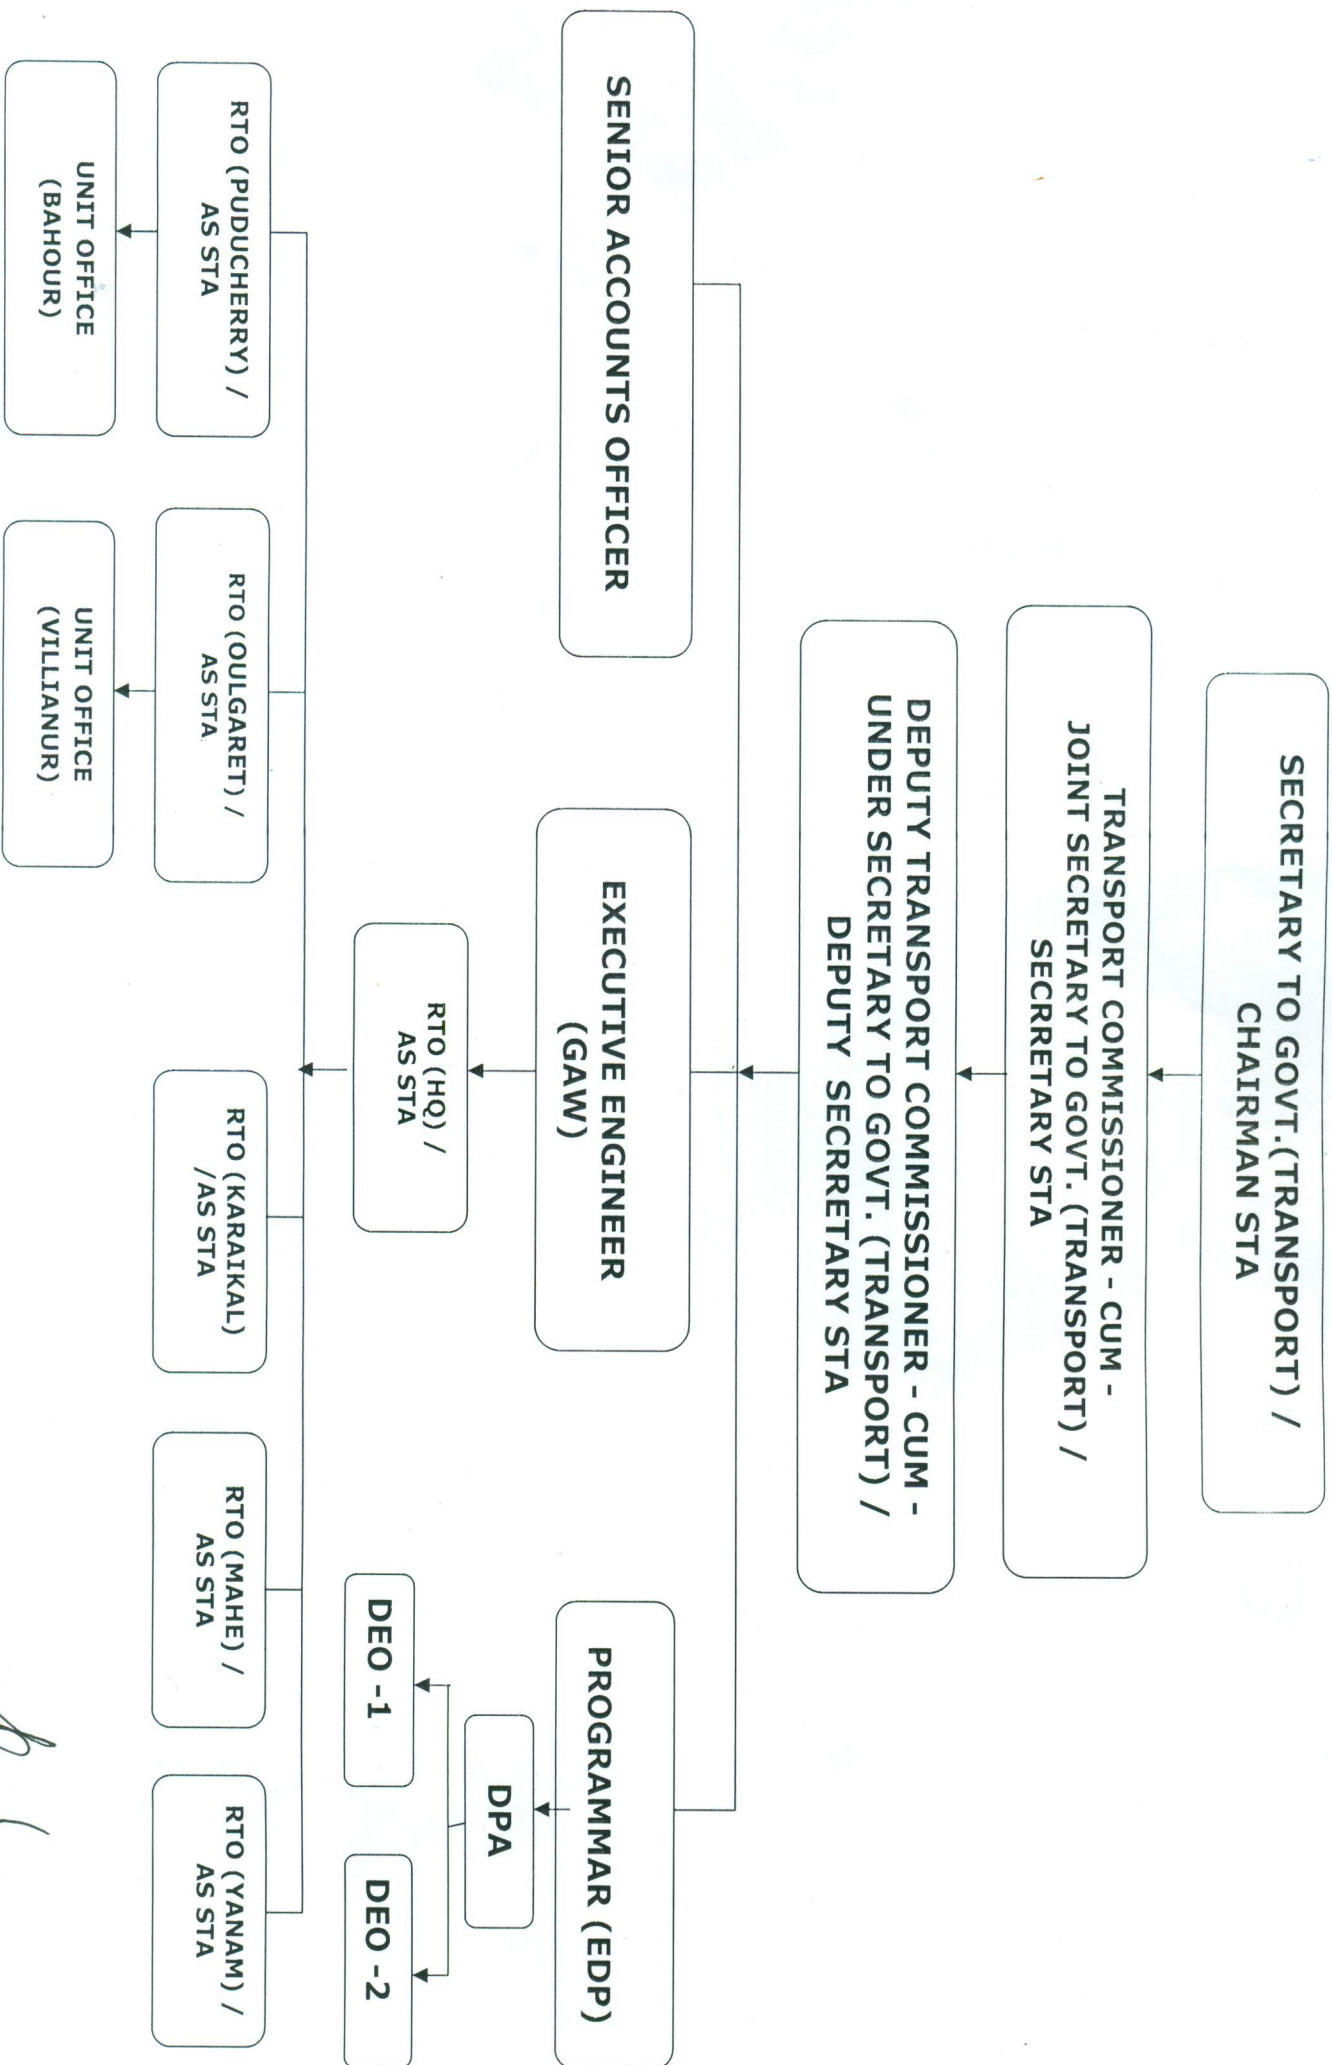 SECRETARY TO GOVT.(TRANSPORT) /
CHAIRMAN STA
TRANSPORT COMMISSIONER - CUM -
JOINT SECRETARY TO GOVT. (TRANSPORT) /
SECRRETARY STA
DEPUTY TRANSPORT COMMISSIONER - CUM -
UNDER SECRETARY TO GOVT. (TRANSPORT) /
DEPUTY SECRRETARY STA
SENIOR ACCOUNTS OFFICER
EXECUTIVE ENGINEER
(GAW)
PROGRAMMAR (EDP)
RTO (HQ) /
AS STA
DPA
DEO -1
DEO -2
RTO (PUDUCHERRY) /
AS STA
RTO (OULGARET) /
AS STA
RTO (KARAIKAL)
/AS STA
RTO (MAHE) /
AS STA
RTO (YANAM) /
AS STA
UNIT OFFICE
(BAHOUR)
UNIT OFFICE
(VILLIANUR)